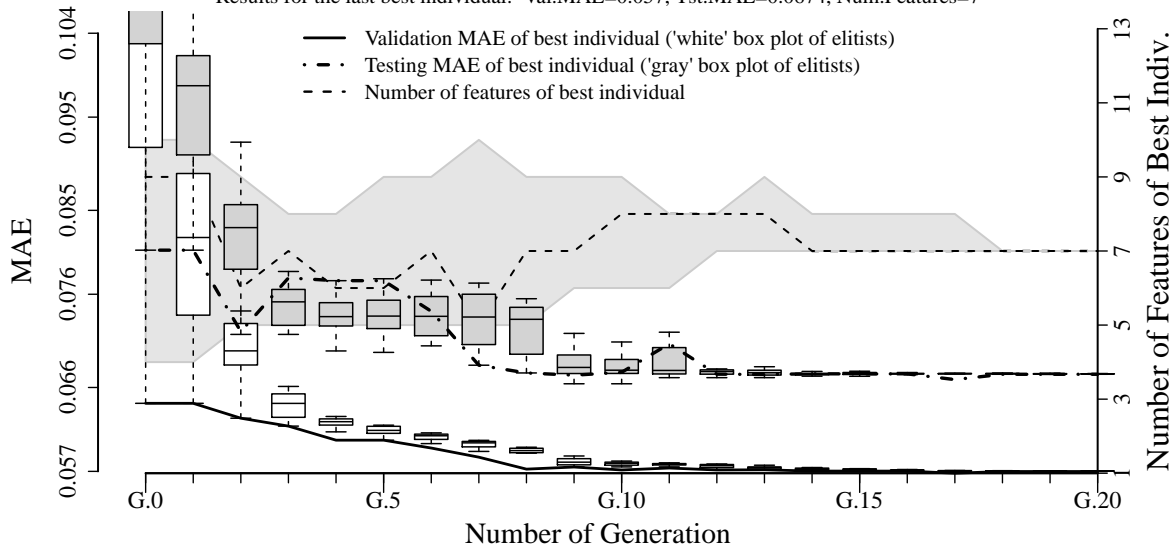 Results for the last best individual: Val.MAE=0.057, Tst.MAE=0.0674, Num.Features=7
Validation MAE of best individual ('white' box plot of elitists)
Testing MAE of best individual ('gray' box plot of elitists)
Number of features of best individual
MAE
0.104
0.095
0.085
0.076
0.066
0.057
13
11
9
7
5
3
1
Number of Features of Best Indiv.
G.0
G.5
G.10
G.15
G.20
Number of Generation